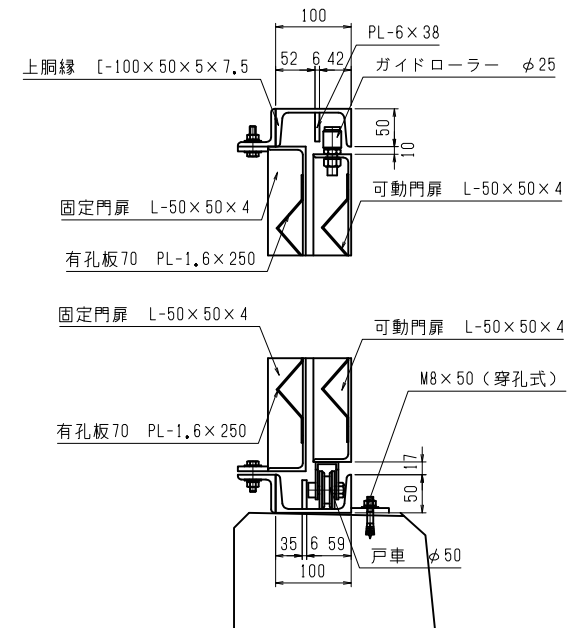 100
PL-6×38
52 6 42
上胴縁 [-100×50×5×7.5
ガイドローラー φ25
50
10
固定門扉 L-50×50×4
可動門扉 L-50×50×4
有孔板70 PL-1.6×250
固定門扉 L-50×50×4
可動門扉 L-50×50×4
M8×50(穿孔式)
有孔板70 PL-1.6×250
17
50
35 6 59
戸車 φ50
100